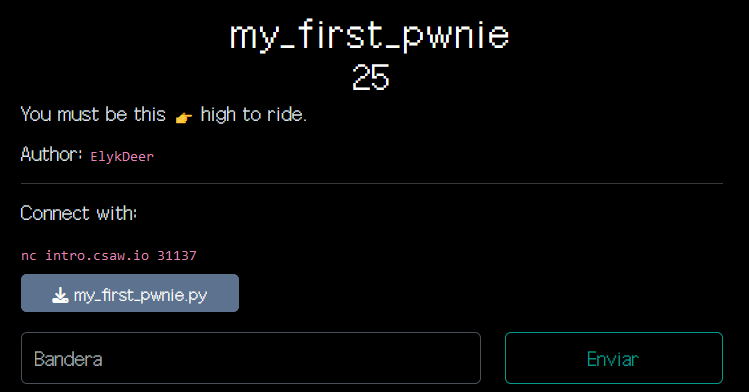 my_first_pwnie
25
You must be this 👉 high to ride.
Author: ElykDeer
Connect with:
nc intro.csaw.io 31137
my_first_pwnie.py
Bandera
Enviar